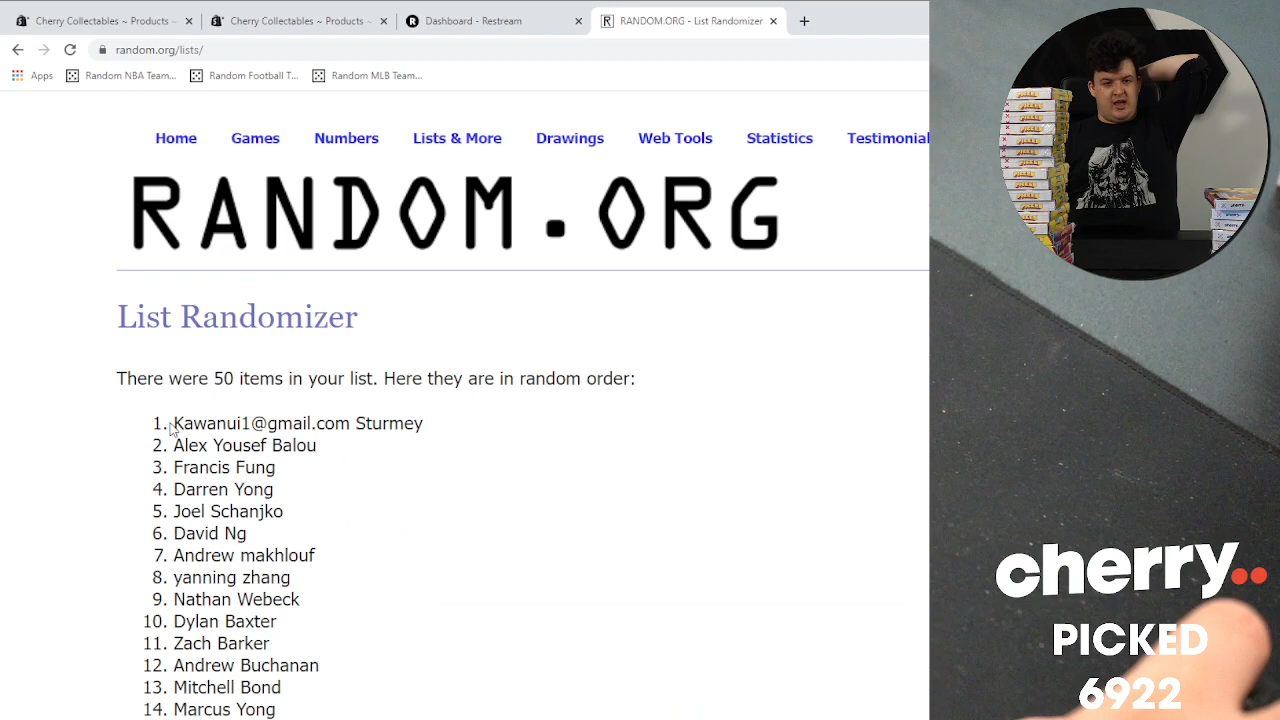 Cherry Collectables ~ Products ~
Cherry Collectables ~ Products ~
Dashboard - Restream
RANDOM.ORG - List Randomizer
random.org/lists/
Apps
Random NBA Team...
Random Football T...
Random MLB Team...
Home Games Numbers Lists & More Drawings Web Tools Statistics Testimonial
RANDOM.ORG
List Randomizer
There were 50 items in your list. Here they are in random order:
1. Kawanui1@gmail.com Sturmey
2. Alex Yousef Balou
3. Francis Fung
4. Darren Yong
5. Joel Schanjko
6. David Ng
7. Andrew makhlouf
8. yanning zhang
9. Nathan Webeck
10. Dylan Baxter
11. Zach Barker
12. Andrew Buchanan
13. Mitchell Bond
14. Marcus Yong
cherry..
PICKED
6922